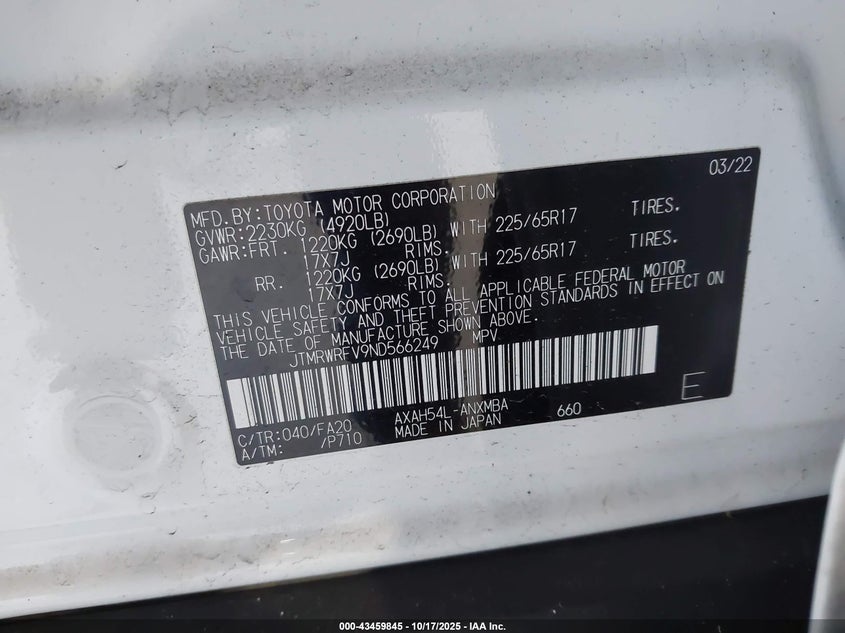 03/22
MFD.BY:TOYOTA MOTOR CORPORATION
GVWR:2230KG (4920LB)
GAWR:FRT. 1220KG (2690LB) WITH 225/65R17 TIRES.
17X7J RIMS.
RR. 1220KG (2690LB) WITH 225/65R17 TIRES.
17X7J RIMS.
THIS VEHICLE CONFORMS TO ALL APPLICABLE FEDERAL MOTOR
VEHICLE SAFETY AND THEFT PREVENTION STANDARDS IN EFFECT ON
THE DATE OF MANUFACTURE SHOWN ABOVE.
JTMRWRFV9ND566249 MPV
C/TR:040/FA20 AXAH54L-ANXMBA 660
A/TM: /P710 MADE IN JAPAN
E
000-43459845 - 10/17/2025 - IAA Inc.